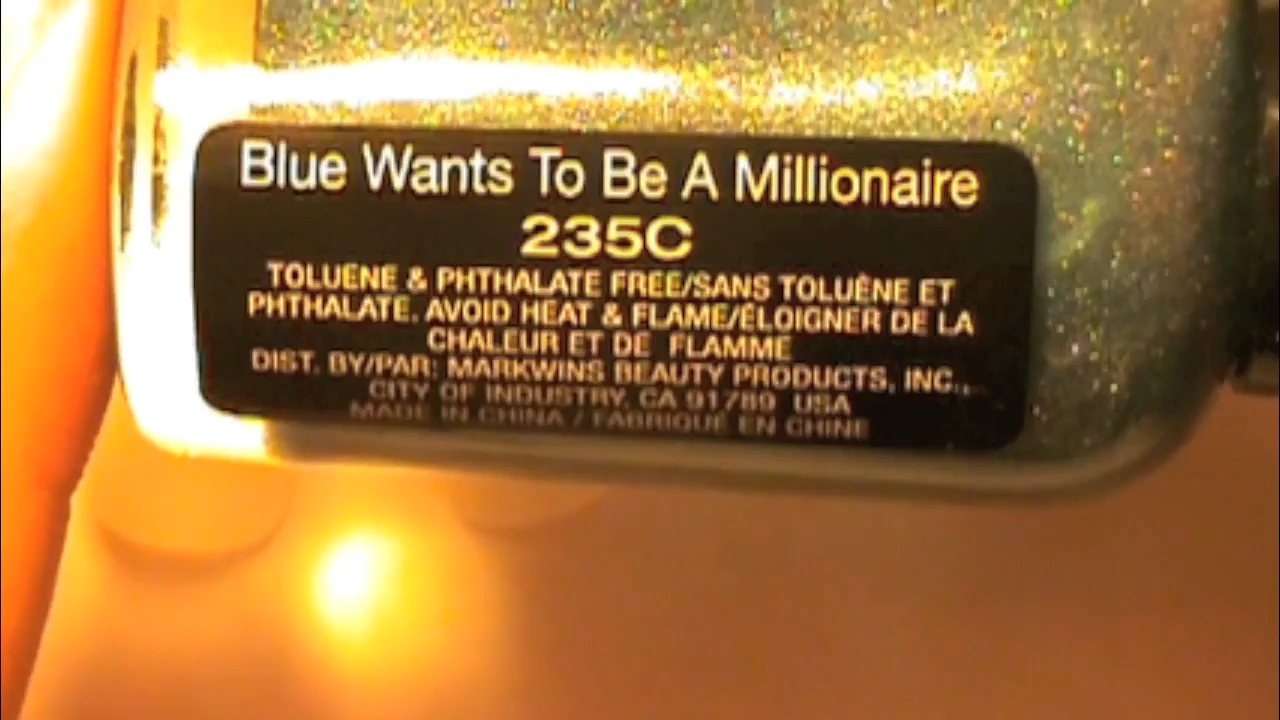 Blue Wants To Be A Millionaire
235C
TOLUENE & PHTHALATE FREE/SANS TOLUÈNE ET
PHTHALATE. AVOID HEAT & FLAME/ÉLOIGNER DE LA
CHALEUR ET DE FLAMME
DIST. BY/PAR: MARKWINS BEAUTY PRODUCTS, INC.,
CITY OF INDUSTRY, CA 91789 USA
MADE IN CHINA / FABRIQUÉ EN CHINE